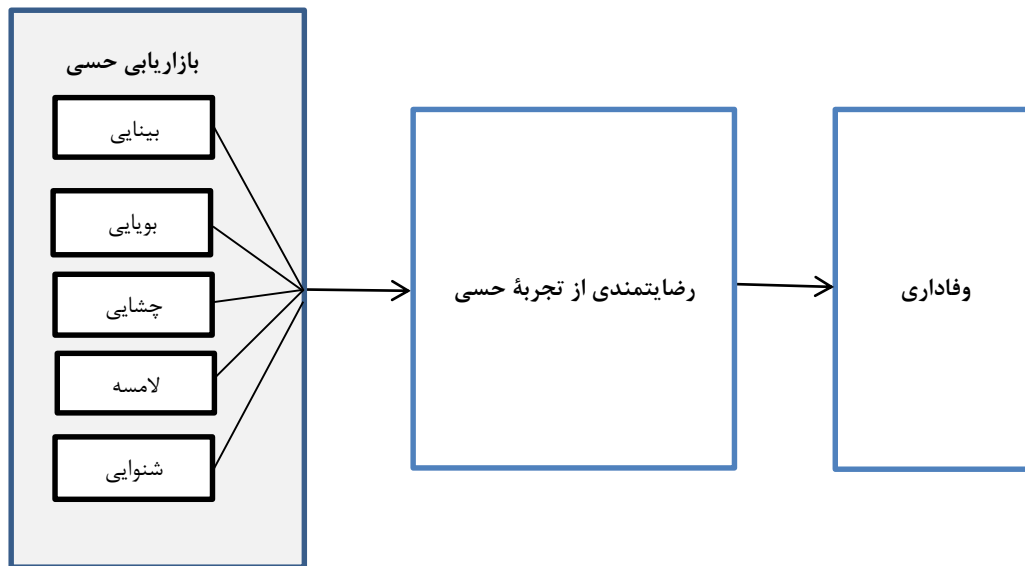 بازاریابی حسی
بینایی
بویایی
چشایی
لامسه
شنوایی
رضایتمندی از تجربهٔ حسی
وفاداری